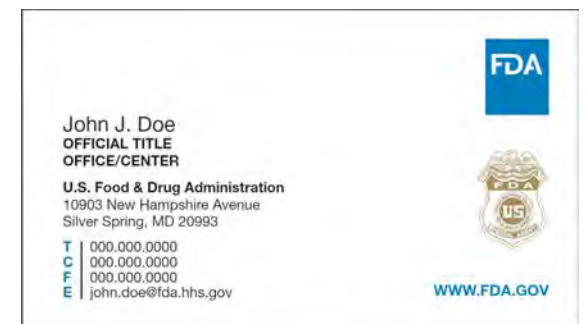 FDA
John J. Doe
OFFICIAL TITLE
OFFICE/CENTER
U.S. Food & Drug Administration
10903 New Hampshire Avenue
Silver Spring, MD 20993
T 000.000.0000
C 000.000.0000
F 000.000.0000
E john.doe@fda.hhs.gov
FDA
US
WWW.FDA.GOV